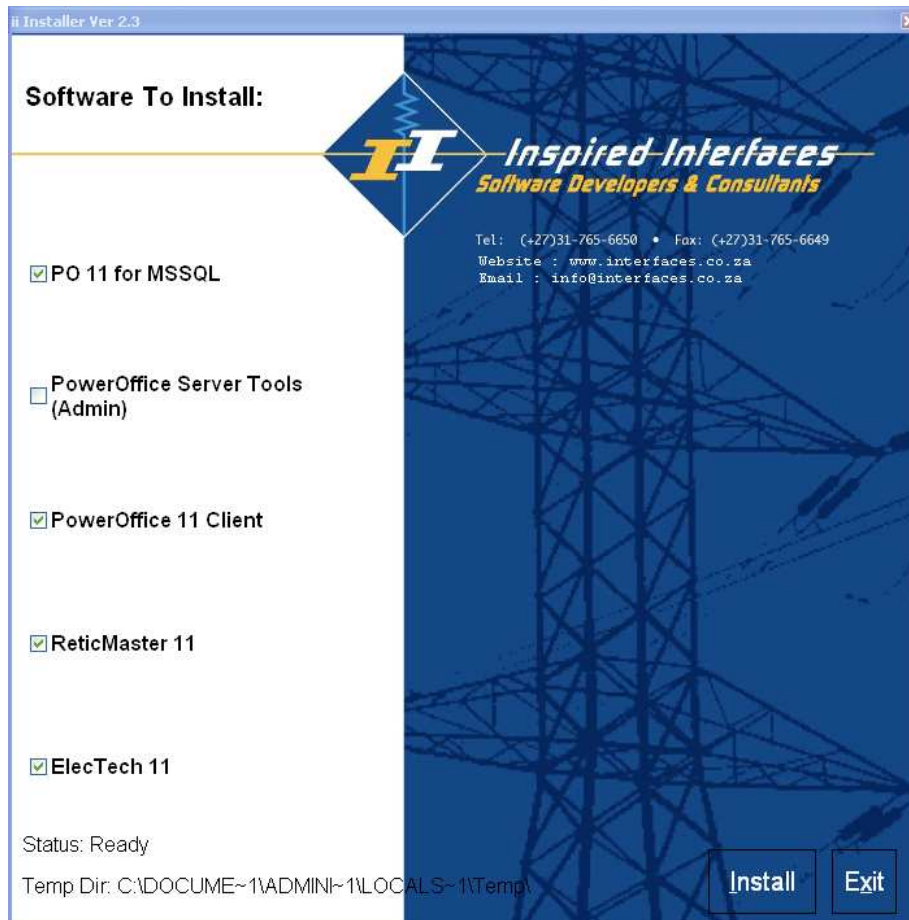 ii Installer Ver 2.3
Software To Install:
II
Inspired Interfaces
Software Developers & Consultants
Tel: (+27)31-765-6650 • Fax: (+27)31-765-6649
Website : www.interfaces.co.za
Email : info@interfaces.co.za
PO 11 for MSSQL
PowerOffice Server Tools
(Admin)
PowerOffice 11 Client
ReticMaster 11
ElecTech 11
Status: Ready
Temp Dir: C:\DOCUME~1\ADMINI~1\LOCALS~1\Temp\
Install
Exit